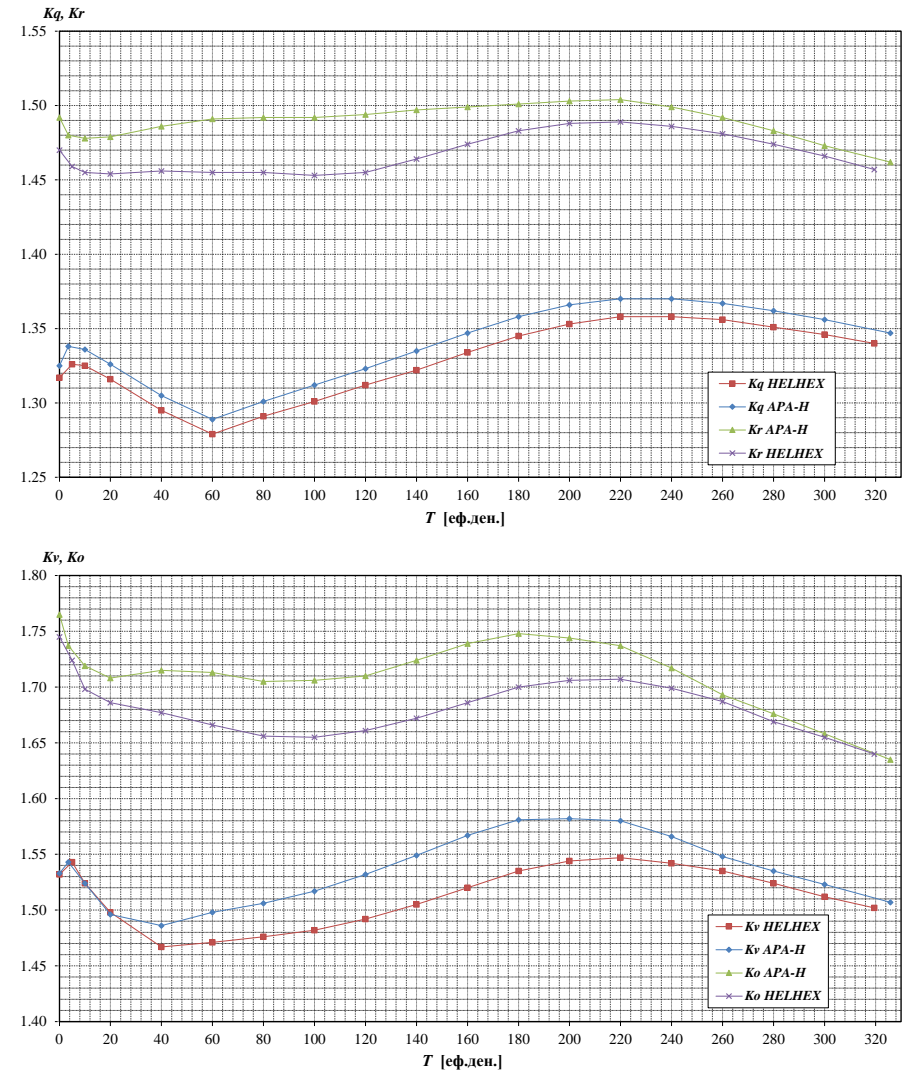 Kq, Kr
1.55
1.50
1.45
1.40
1.35
1.30
1.25
Kq HELHEX
Kq APA-H
Kr APA-H
Kr HELHEX
0 20 40 60 80 100 120 140 160 180 200 220 240 260 280 300 320
T [еф.ден.]
Kv, Ko
1.80
1.75
1.70
1.65
1.60
1.55
1.50
1.45
1.40
Kv HELHEX
Kv APA-H
Ko APA-H
Ko HELHEX
0 20 40 60 80 100 120 140 160 180 200 220 240 260 280 300 320
T [еф.ден.]